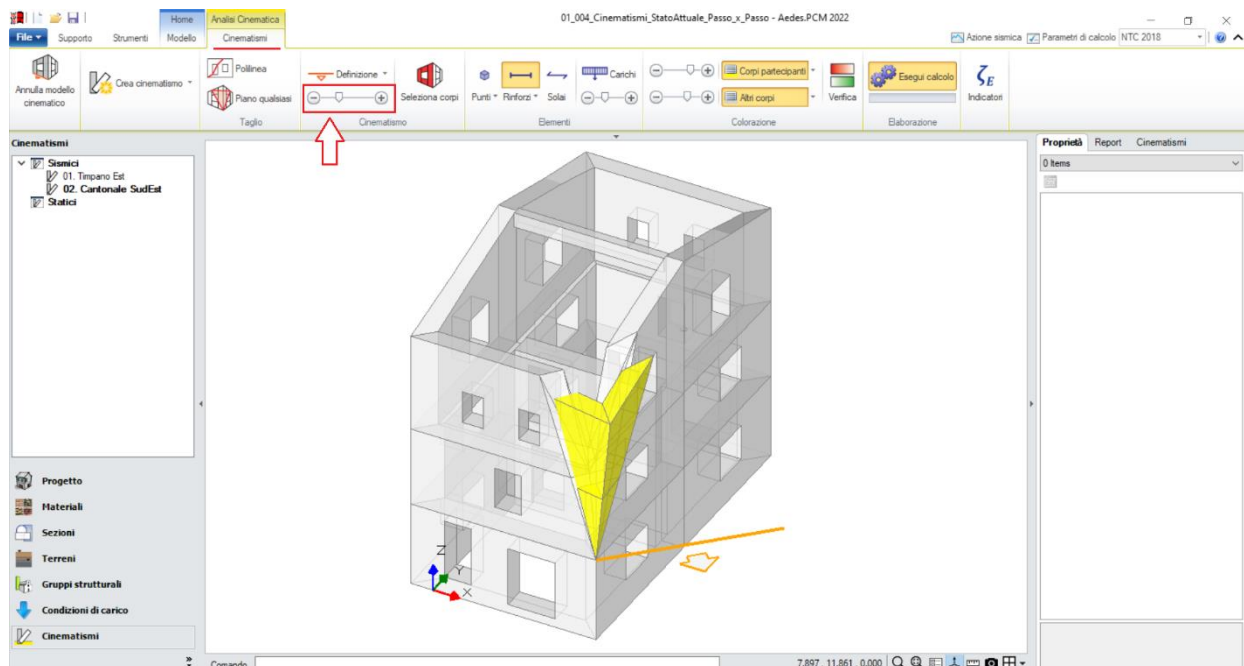 01_004_Cinematismi_StatoAttuale_Passo_x_Passo - Aedes.PCM 2022
Home
Analisi Cinematica
File
Supporto
Strumenti
Modello
Cinematismi
Azione sismica
Parametri di calcolo
NTC 2018
Annulla modello
cinematico
Crea cinematismo
Polilinea
Piano qualsiasi
Taglio
Definizione
Seleziona corpi
Cinematismo
Punti
Rinforzi
Solai
Carichi
Elementi
Corpi partecipanti
Altri corpi
Verifica
Colorazione
Esegui calcolo
Elaborazione
ζE
Indicatori
Cinematismi
Sismici
01. Timpano Est
02. Cantonale SudEst
Statici
Proprietà
Report
Cinematismi
0 Items
Progetto
Materiali
Sezioni
Terreni
Gruppi strutturali
Condizioni di carico
Cinematismi
Z
Y
X
Comando
7.897 11.861 0.000